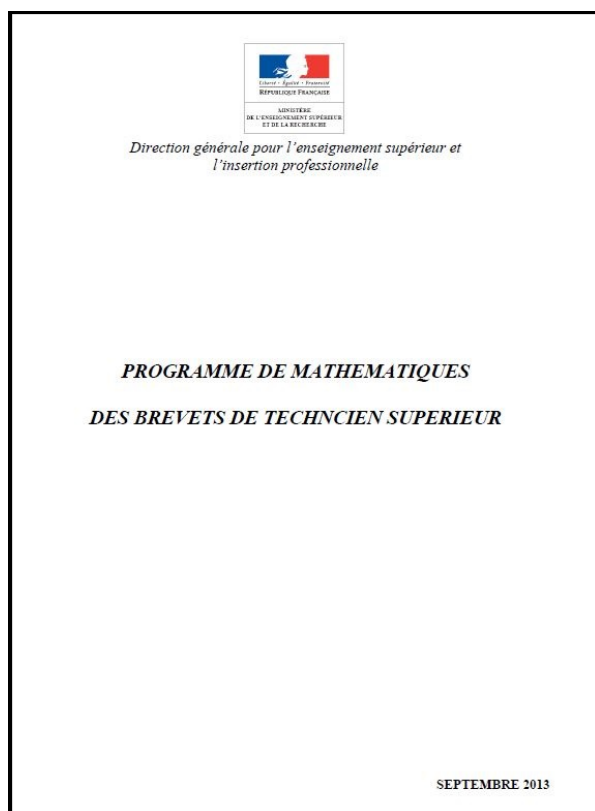 Liberté • Égalité • Fraternité
RÉPUBLIQUE FRANÇAISE
MINISTÈRE
DE L'ENSEIGNEMENT SUPÉRIEUR
ET DE LA RECHERCHE
Direction générale pour l'enseignement supérieur et
l'insertion professionnelle
PROGRAMME DE MATHEMATIQUES
DES BREVETS DE TECHNCIEN SUPERIEUR
SEPTEMBRE 2013